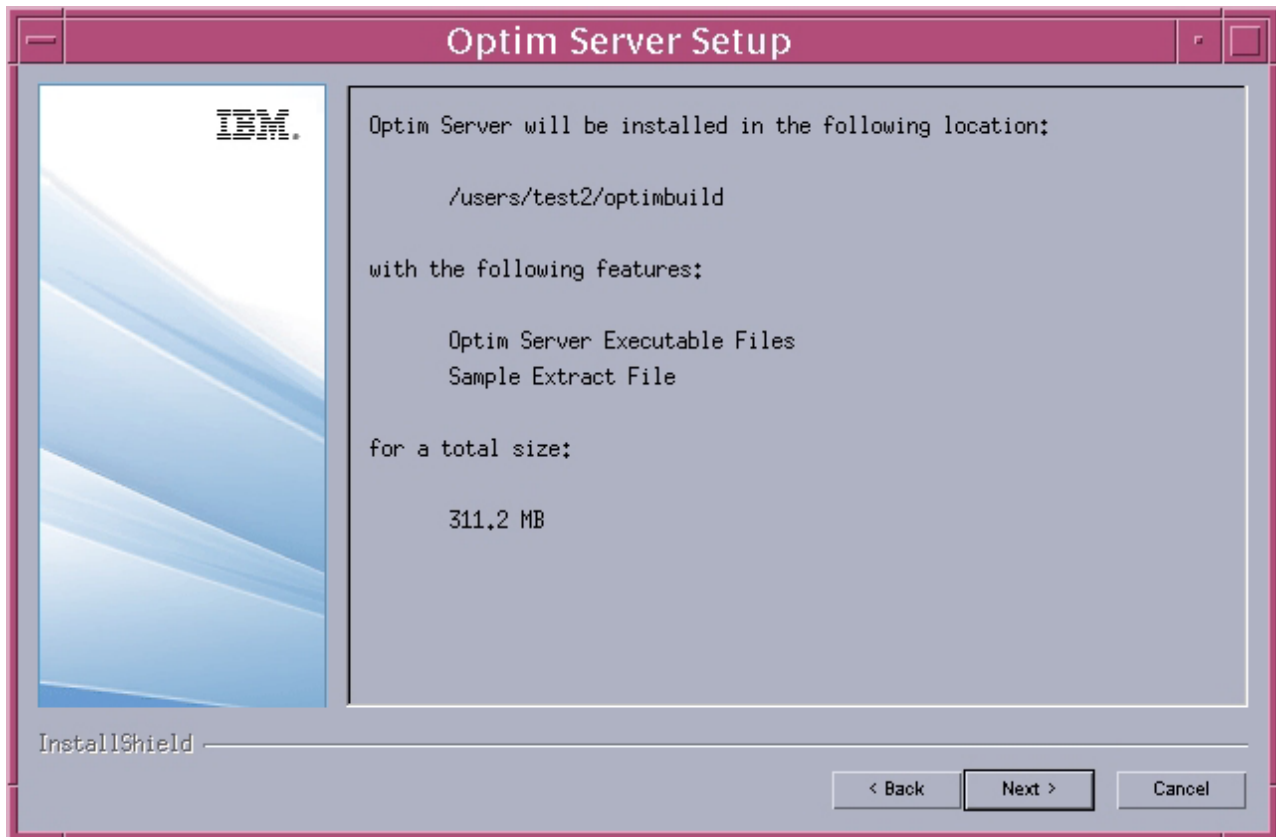 Optim Server Setup
IBM.
Optim Server will be installed in the following location:
/users/test2/optimbuild
with the following features:
Optim Server Executable Files
Sample Extract File
for a total size:
311.2 MB
InstallShield
< Back
Next >
Cancel